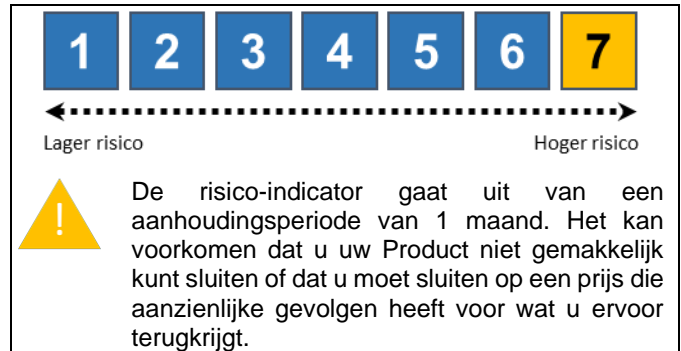 1 2 3 4 5 6 7
Lager risico Hoger risico
! De risico-indicator gaat uit van een
aanhoudingsperiode van 1 maand. Het kan
voorkomen dat u uw Product niet gemakkelijk
kunt sluiten of dat u moet sluiten op een prijs die
aanzienlijke gevolgen heeft voor wat u ervoor
terugkrijgt.